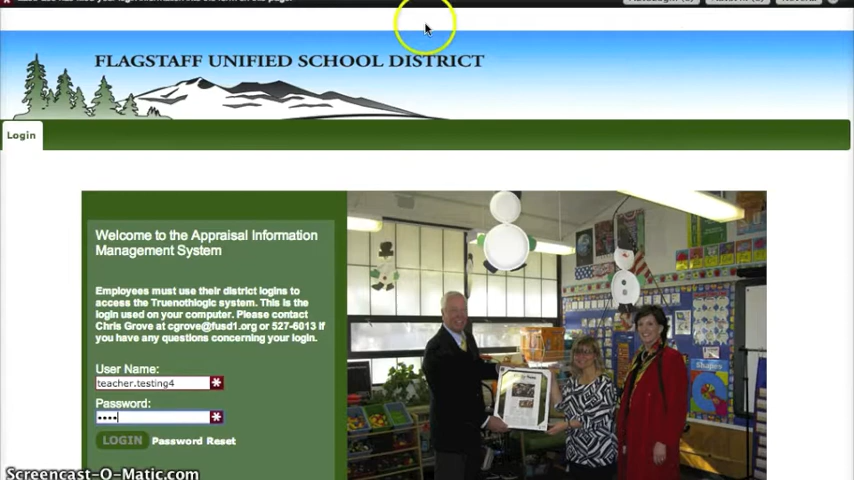 FLAGSTAFF UNIFIED SCHOOL DISTRICT
Login
Welcome to the Appraisal Information
Management System
Employees must use their district logins to
access the Truenothlogic system. This is the
login used on your computer. Please contact
Chris Grove at cgrove@fusd1.org or 527-6013 if
you have any questions concerning your login.
User Name:
teacher.testing4
Password:
LOGIN Password Reset
Shapes
Screencast-O-Matic.com